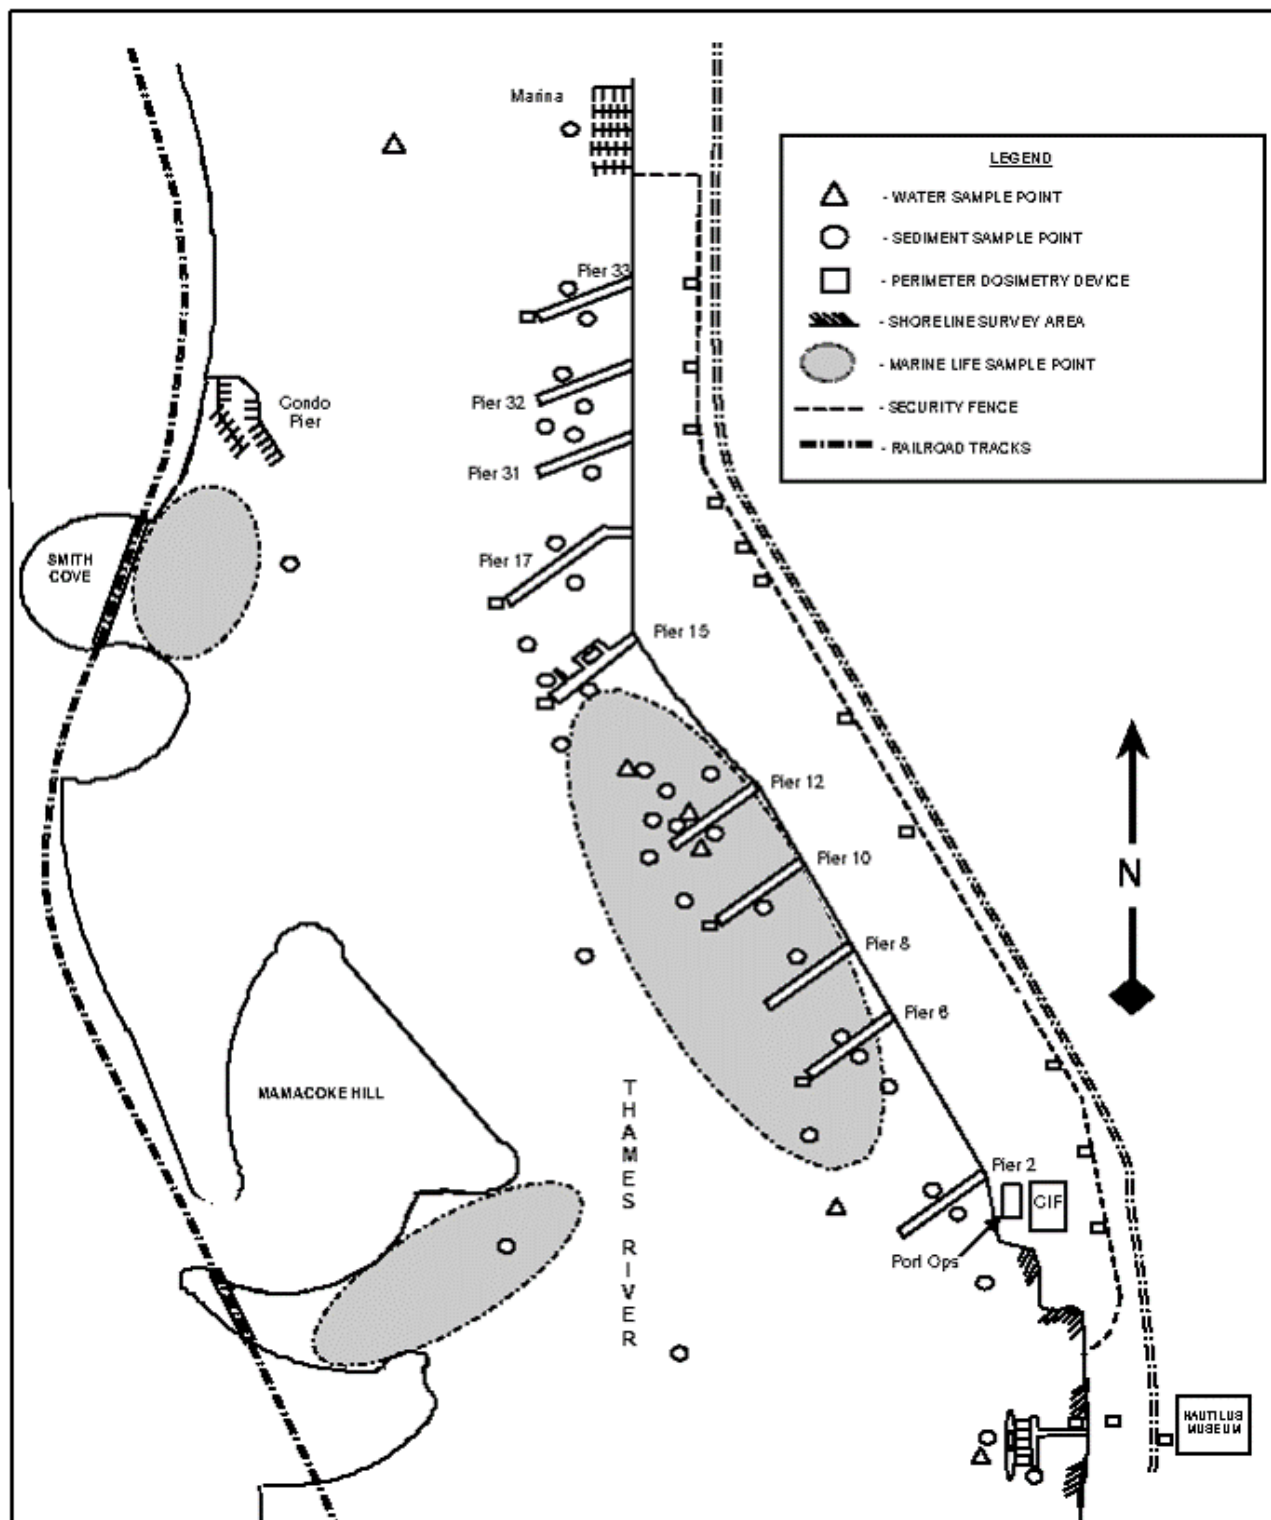 Marina
LEGEND
- WATER SAMPLE POINT
- SEDIMENT SAMPLE POINT
- PERIMETER DOSIMETRY DEVICE
- SHORELINE SURVEY AREA
- MARINE LIFE SAMPLE POINT
- SECURITY FENCE
- RAILROAD TRACKS
Pier 33
Condo
Pier
Pier 32
Pier 31
SMITH
COVE
Pier 17
Pier 15
Pier 12
Pier 10
N
Pier 8
Pier 6
MAMACOKE HILL
THAMES RIVER
Pier 2
CIF
Port Ops
NAUTILUS
MUSEUM